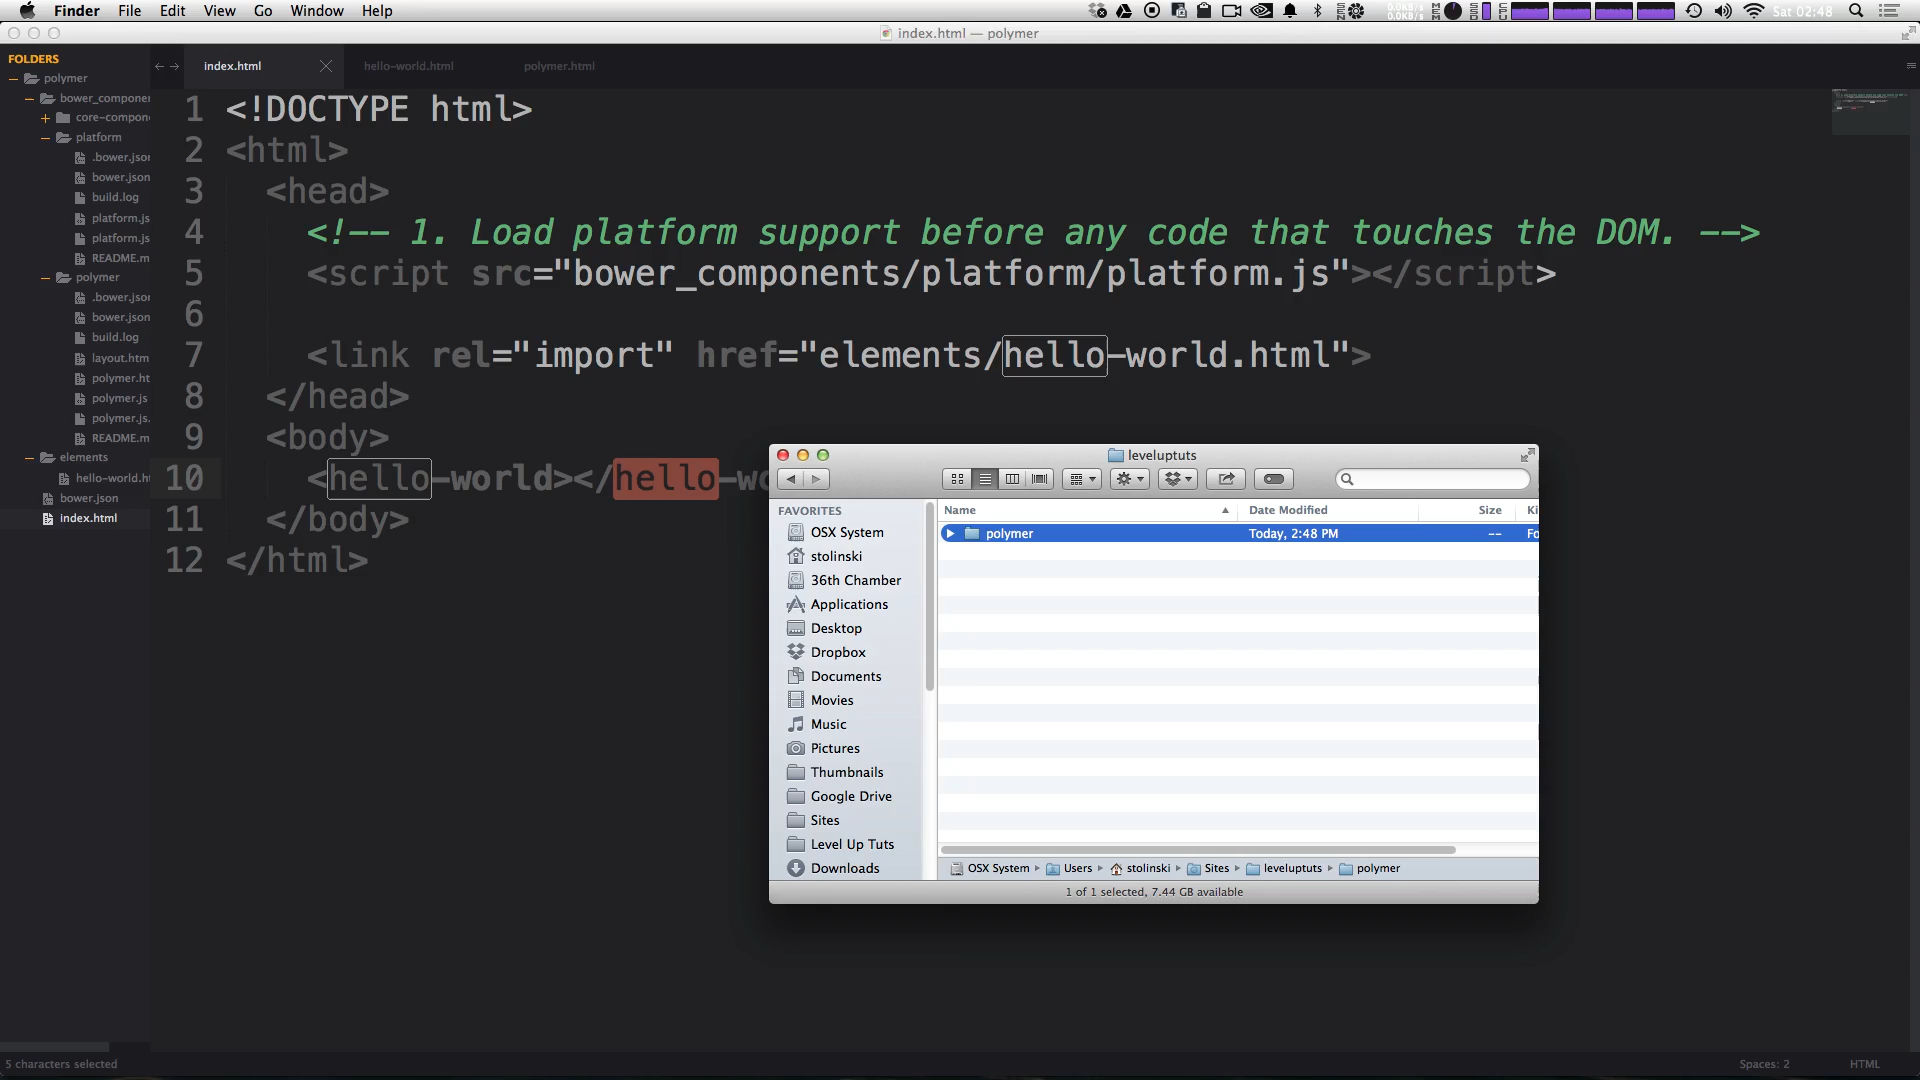 Finder File Edit View Go Window Help
Sat 02:48
index.html — polymer
FOLDERS
polymer
bower_componen
core-compon
platform
.bower.json
bower.json
build.log
platform.js
platform.js
README.m
polymer
.bower.json
bower.json
build.log
layout.htm
polymer.ht
polymer.js
polymer.js.
README.m
elements
hello-world.ht
bower.json
index.html
index.html hello-world.html polymer.html
1 <!DOCTYPE html>
2 <html>
3 <head>
4 <!-- 1. Load platform support before any code that touches the DOM. -->
5 <script src="bower_components/platform/platform.js"></script>
6
7 <link rel="import" href="elements/hello-world.html">
8 </head>
9 <body>
10 <hello-world></hello-wo
11 </body>
12 </html>
leveluptuts
FAVORITES
OSX System
stolinski
36th Chamber
Applications
Desktop
Dropbox
Documents
Movies
Music
Pictures
Thumbnails
Google Drive
Sites
Level Up Tuts
Downloads
Name Date Modified Size Ki
polymer Today, 2:48 PM -- Fo
OSX System Users stolinski Sites leveluptuts polymer
1 of 1 selected, 7.44 GB available
5 characters selected
Spaces: 2 HTML